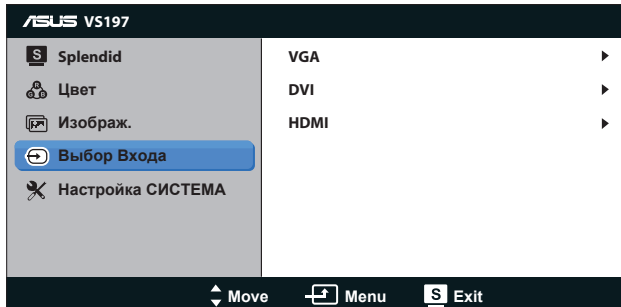 ASUS VS197
S Splendid
VGA
Цвет
DVI
Изображ.
HDMI
Выбор Входа
Настройка СИСТЕМА
Move Menu S Exit